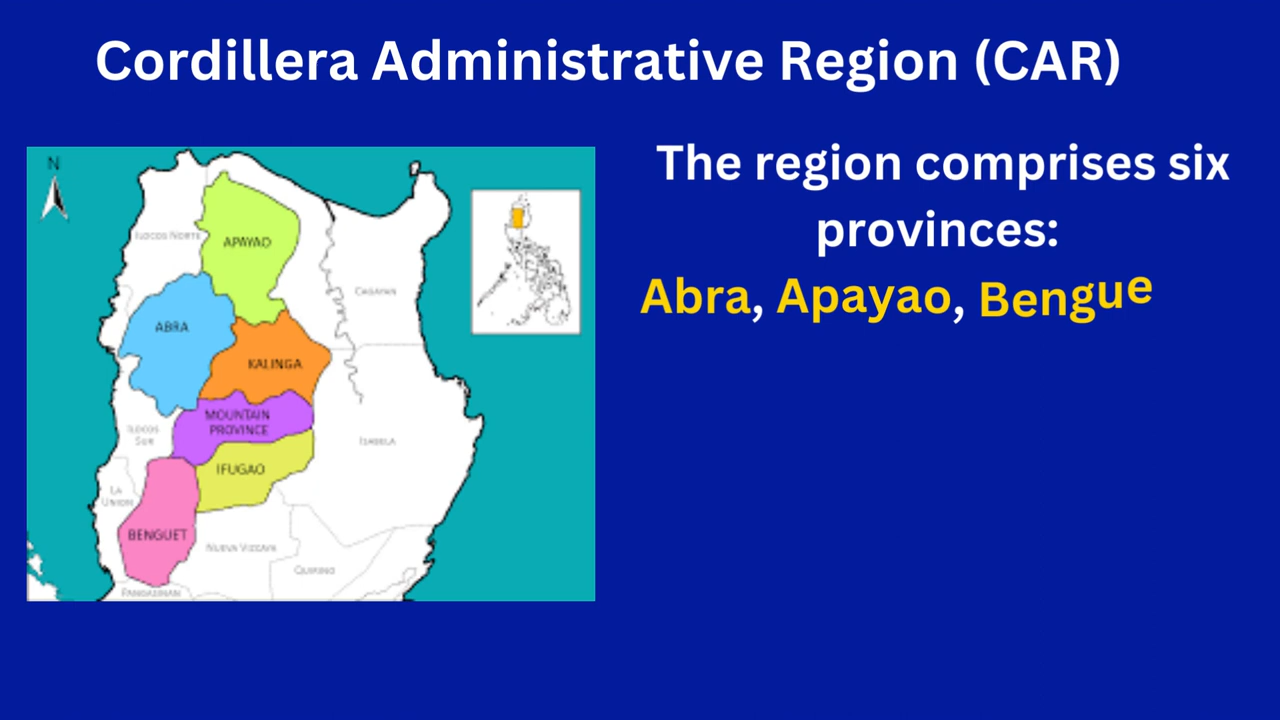 Cordillera Administrative Region (CAR)
The region comprises six
provinces:
Abra, Apayao, Bengue
N
ILOCOS NORTE
APAYAO
CAGAYAN
ABRA
KALINGA
MOUNTAIN
PROVINCE
ILOCOS
SUR
ISABELA
IFUGAO
LA
UNION
BENGUET
NUEVA VIZCAYA
QUIRINO
PANGASINAN